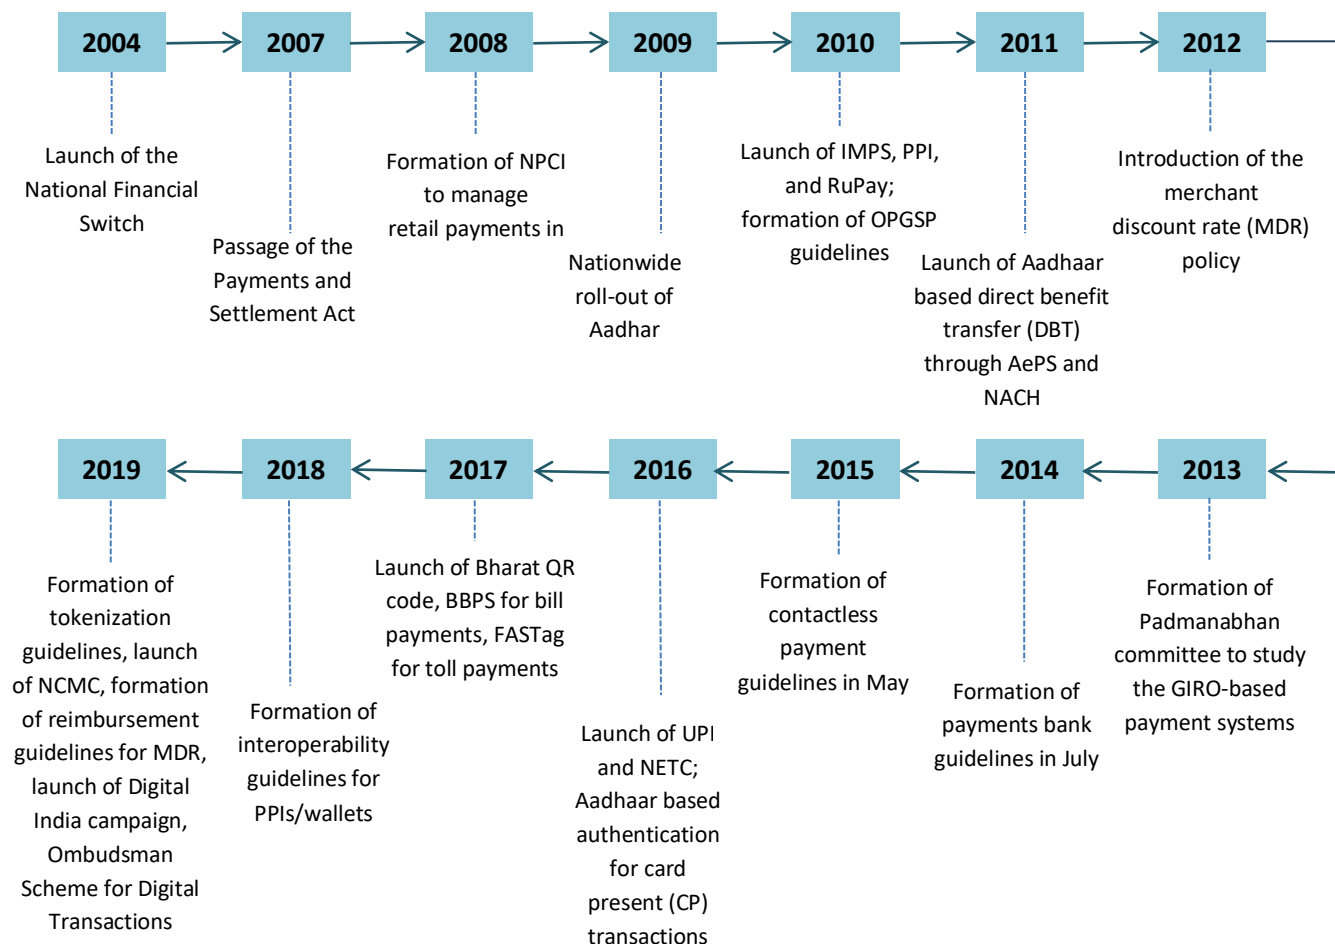 2004
2007
2008
2009
2010
2011
2012
Launch of the
National Financial
Switch
Passage of the
Payments and
Settlement Act
Formation of NPCI
to manage
retail payments in
Nationwide
roll-out of
Aadhar
Launch of IMPS, PPI,
and RuPay;
formation of OPGSP
guidelines
Launch of Aadhaar
based direct benefit
transfer (DBT)
through AePS and
NACH
Introduction of the
merchant
discount rate (MDR)
policy
2019
2018
2017
2016
2015
2014
2013
Formation of
tokenization
guidelines, launch
of NCMC, formation
of reimbursement
guidelines for MDR,
launch of Digital
India campaign,
Ombudsman
Scheme for Digital
Transactions
Formation of
interoperability
guidelines for
PPIs/wallets
Launch of Bharat QR
code, BBPS for bill
payments, FASTag
for toll payments
Launch of UPI
and NETC;
Aadhaar based
authentication
for card
present (CP)
transactions
Formation of
contactless
payment
guidelines in May
Formation of
payments bank
guidelines in July
Formation of
Padmanabhan
committee to study
the GIRO-based
payment systems